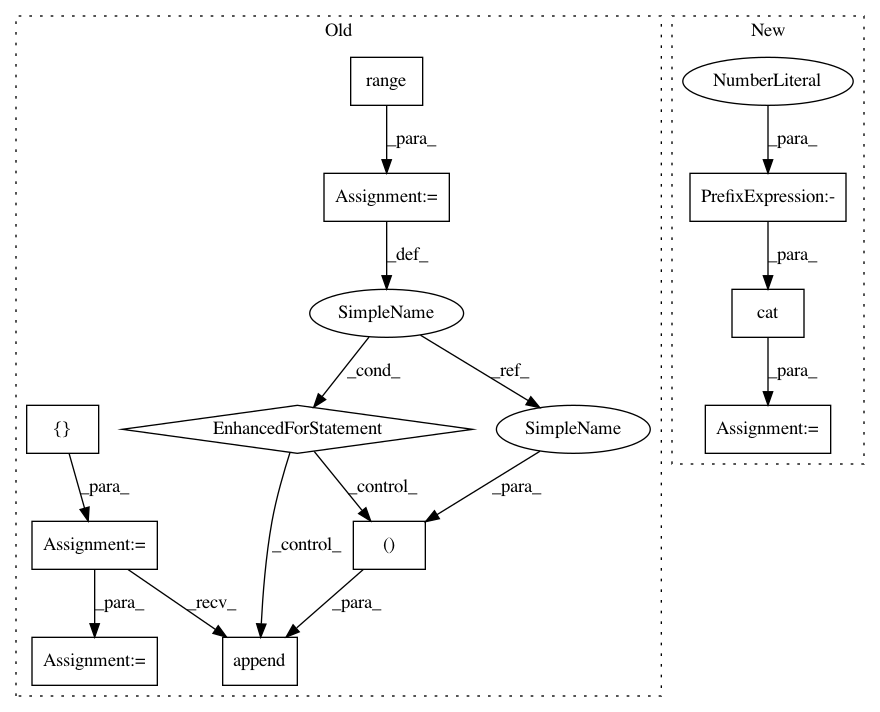 Old
New
range
NumberLiteral
_para_
_para_
Assignment:=
PrefixExpression:-
_def_
_para_
SimpleName
cat
_cond_
_ref_
_para_
{}
EnhancedForStatement
SimpleName
Assignment:=
_para_
_control_
_para_
Assignment:=
_control_
()
_para_
_recv_
_para_
Assignment:=
append